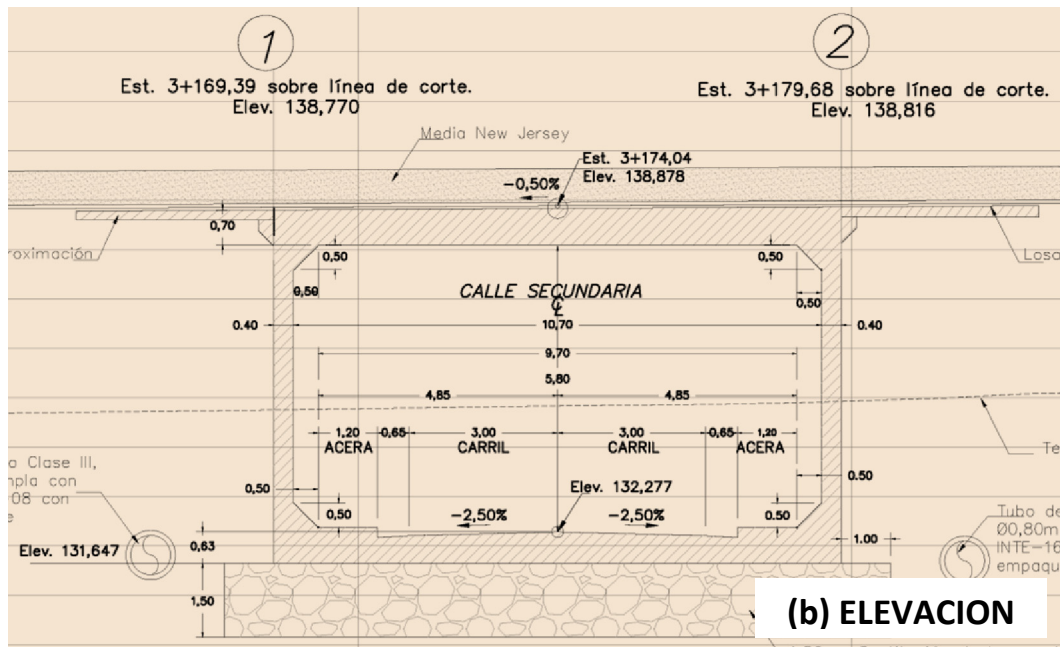 1
2
Est. 3+169,39 sobre línea de corte.
Elev. 138,770
Est. 3+179,68 sobre línea de corte.
Elev. 138,816
Media New Jersey
Est. 3+174,04
Elev. 138,878
-0,50%
0,70
roximación
Losa
0,50
0,50
0,50
0,50
CALLE SECUNDARIA
CL
0.40
10,70
0.40
9,70
5,80
4,85
4,85
1,20
0,65
3,00
3,00
0,65
1,20
ACERA
CARRIL
CARRIL
ACERA
Te
a Clase III,
mpla con
08 con
e
0,50
0.50
Elev. 132,277
0,50
-2,50%
-2,50%
0.50
Tubo de
Ø0,80m
INTE-16
empaqu
Elev. 131,647
0,63
1.00
1,50
(b) ELEVACION